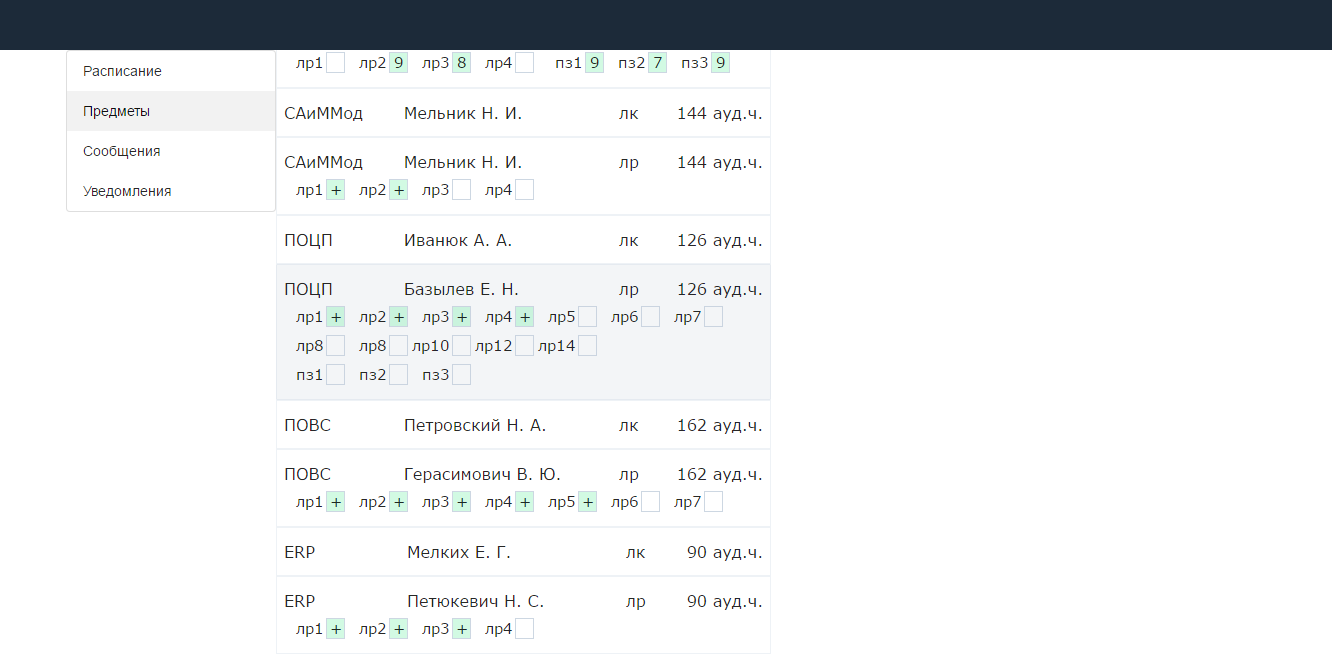 Расписание
Предметы
Сообщения
Уведомления
лр1 лр2 9 лр3 8 лр4 пз1 9 пз2 7 пз3 9
САиММод Мельник Н. И. лк 144 ауд.ч.
САиММод Мельник Н. И. лр 144 ауд.ч.
лр1 + лр2 + лр3 лр4
ПОЦП Иванюк А. А. лк 126 ауд.ч.
ПОЦП Базылев Е. Н. лр 126 ауд.ч.
лр1 + лр2 + лр3 + лр4 + лр5 лр6 лр7
лр8 лр8 лр10 лр12 лр14
пз1 пз2 пз3
ПОВС Петровский Н. А. лк 162 ауд.ч.
ПОВС Герасимович В. Ю. лр 162 ауд.ч.
лр1 + лр2 + лр3 + лр4 + лр5 + лр6 лр7
ERP Мелких Е. Г. лк 90 ауд.ч.
ERP Петюкевич Н. С. лр 90 ауд.ч.
лр1 + лр2 + лр3 + лр4